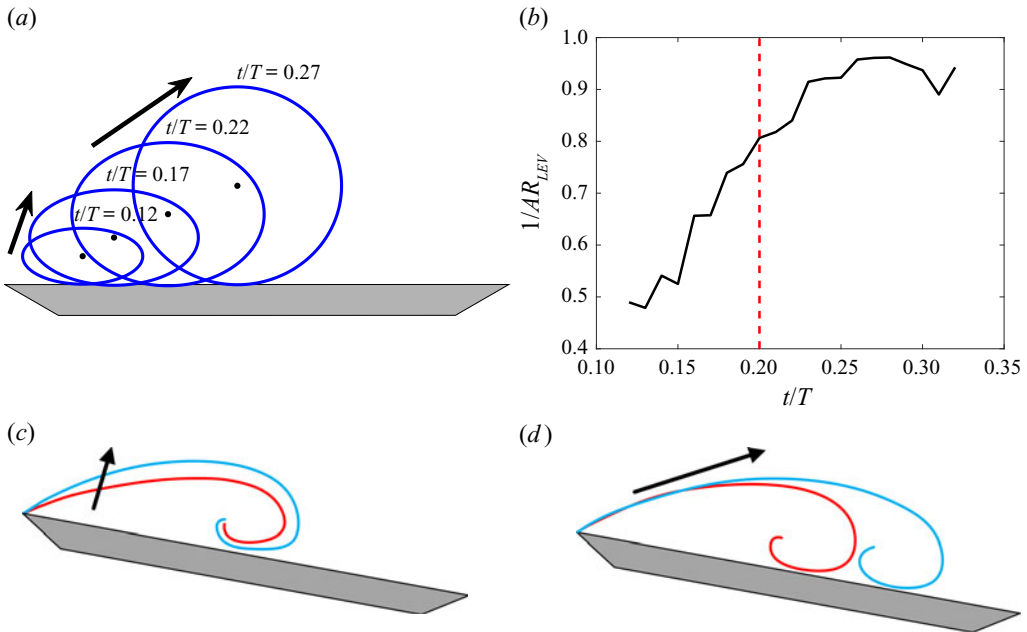 (a)
t/T = 0.27
t/T = 0.22
t/T = 0.17
t/T = 0.12
(b)
1.0
0.9
0.8
0.7
0.6
0.5
0.4
1/AR_LEV
0.10
0.15
0.20
0.25
0.30
0.35
t/T
(c)
(d)